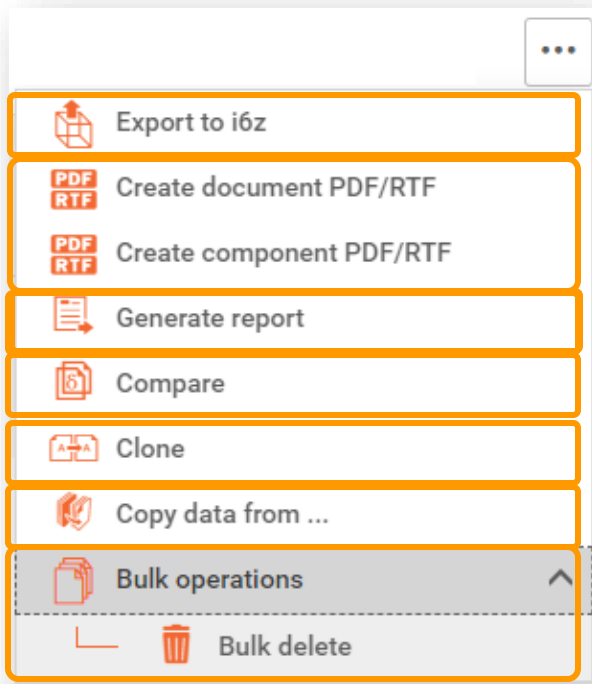 Export to i6z
PDF
RTF
Create document PDF/RTF
PDF
RTF
Create component PDF/RTF
Generate report
δ
Compare
A A
Clone
Copy data from ...
Bulk operations
Bulk delete